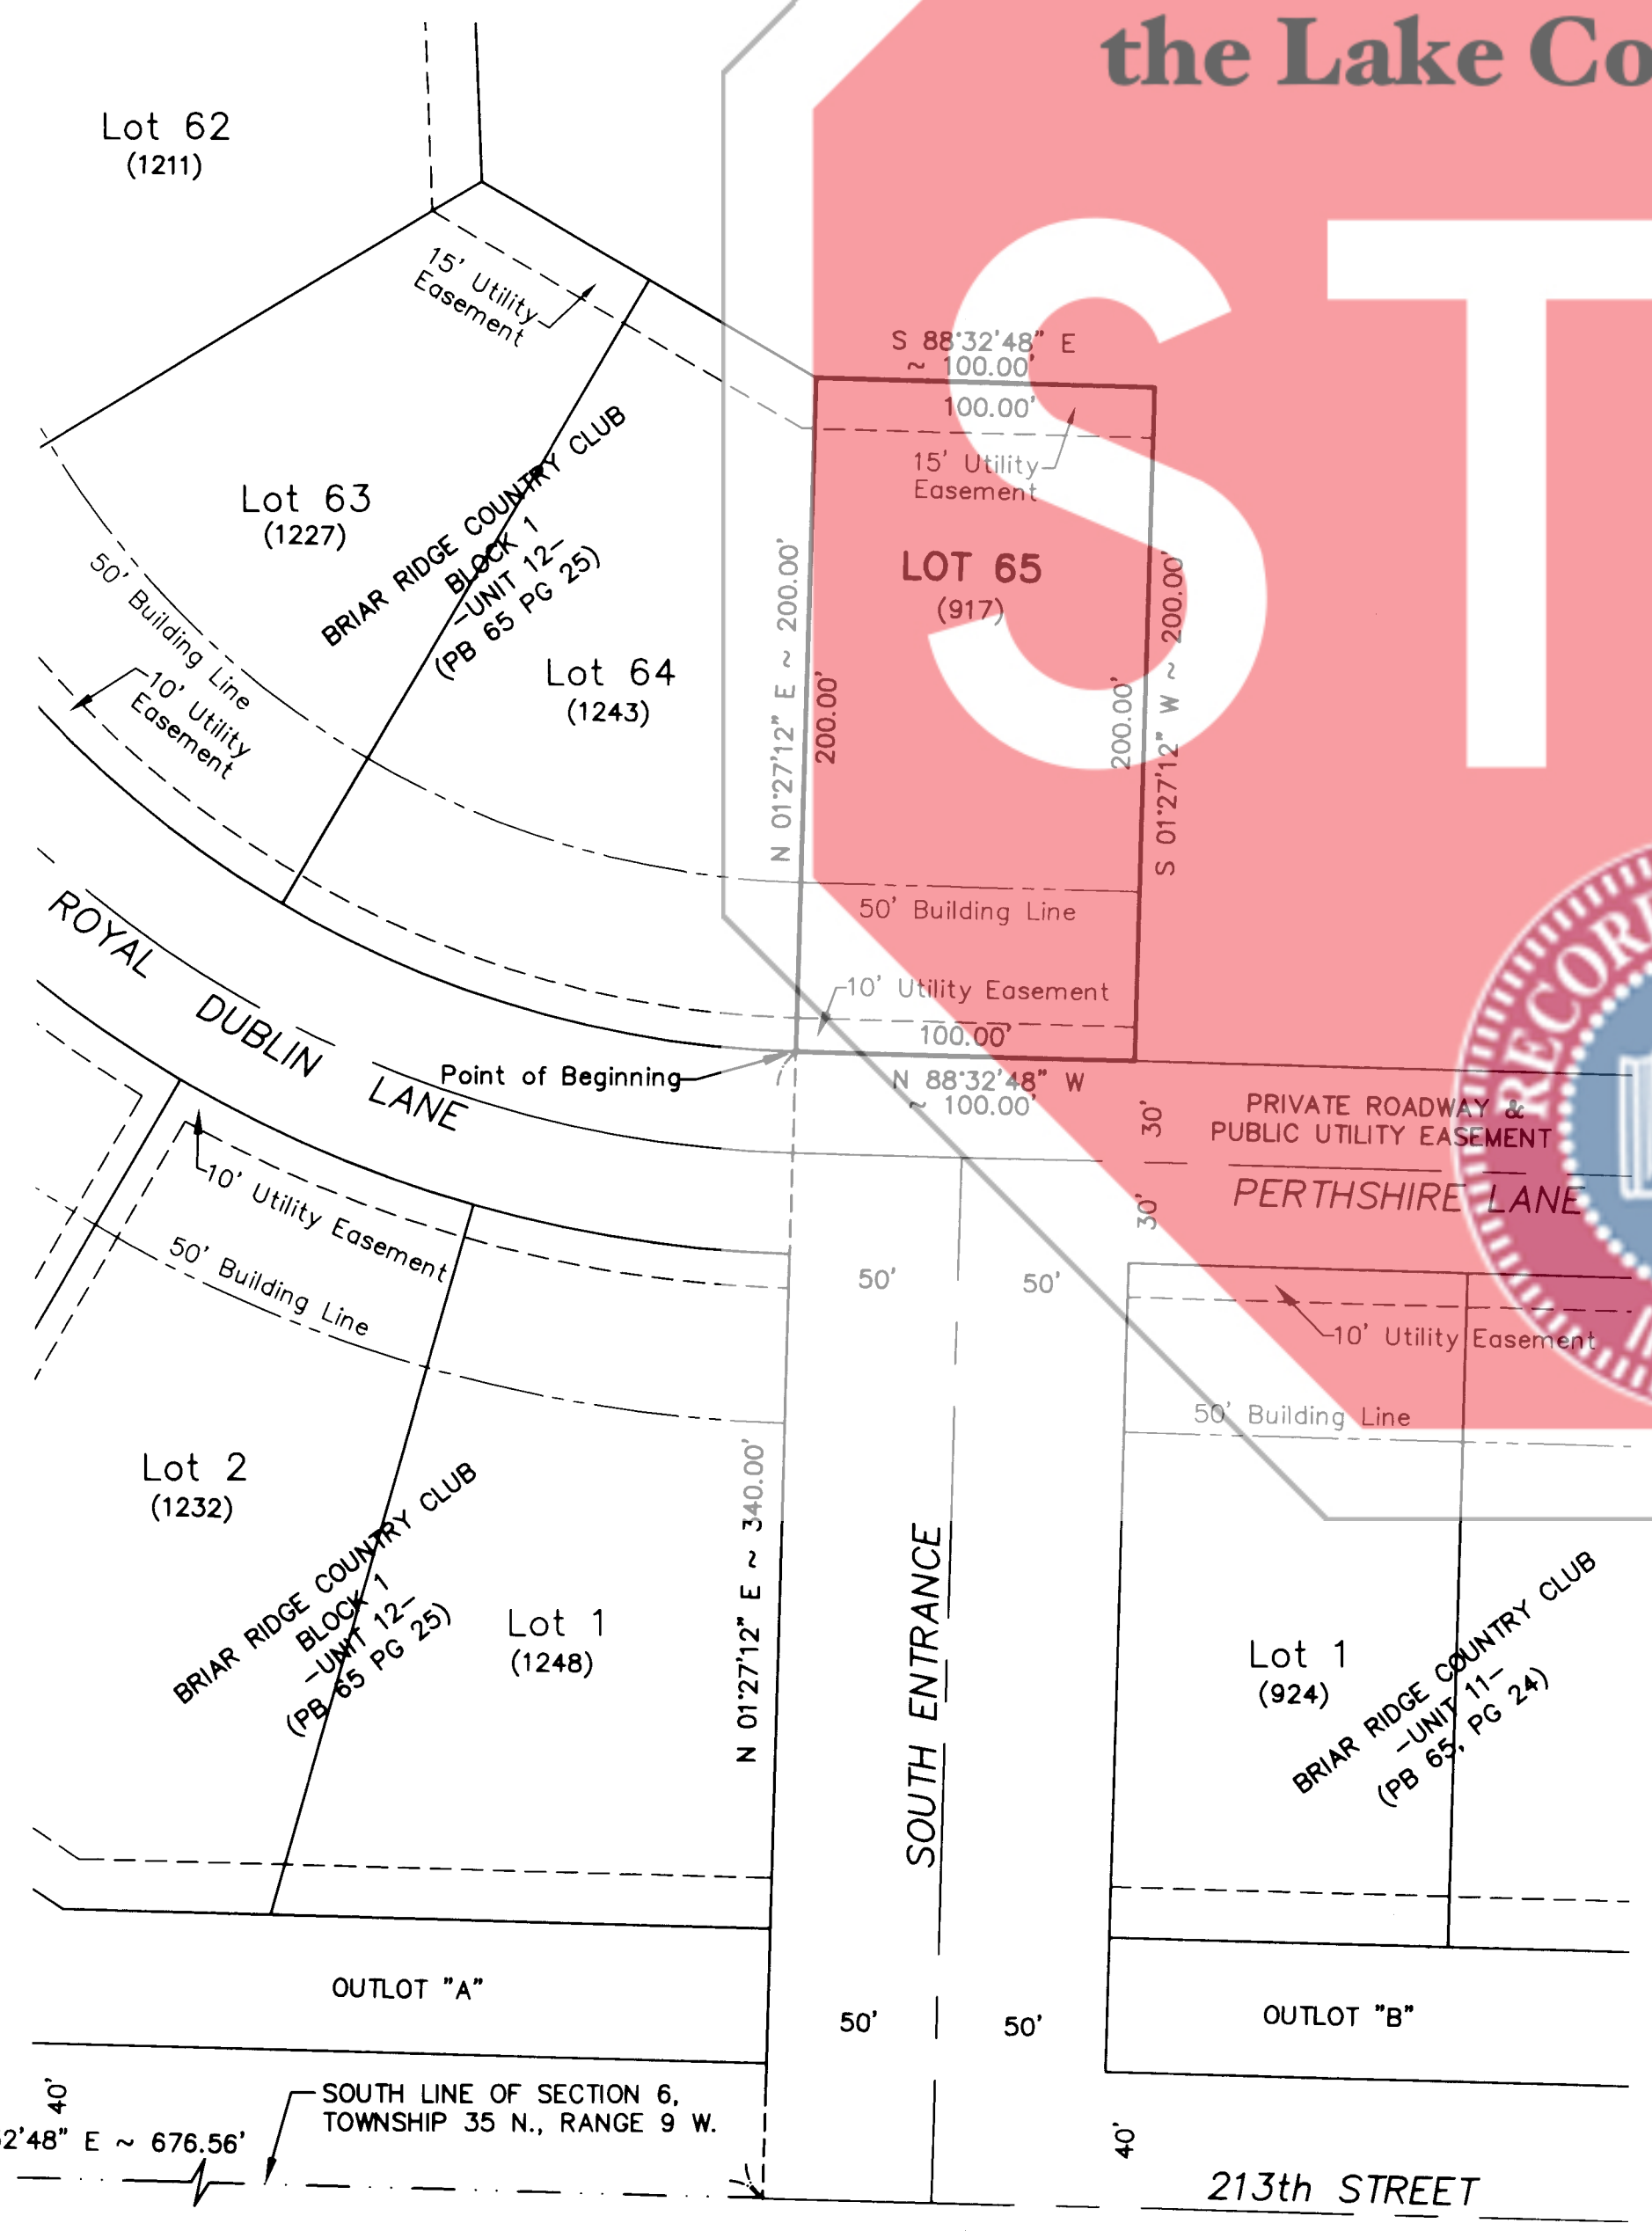 the Lake Co
ST
RECOR
Lot 62
(1211)
15' Utility
Easement
S 88°32'48" E
~ 100.00'
100.00'
15' Utility
Easement
Lot 63
(1227)
BRIAR RIDGE COUNTRY CLUB
BLOCK 1
-UNIT 12-
(PB 65 PG 25)
LOT 65
(917)
50' Building Line
10' Utility
Easement
Lot 64
(1243)
N 01°27'12" E ~ 200.00'
200.00'
200.00'
S 01°27'12" W ~ 200.00'
50' Building Line
10' Utility Easement
100.00'
ROYAL DUBLIN LANE
Point of Beginning
N 88°32'48" W
~ 100.00'
30'
PRIVATE ROADWAY &
PUBLIC UTILITY EASEMENT
30'
PERTHSHIRE LANE
10' Utility Easement
50' Building Line
50'
50'
10' Utility Easement
50' Building Line
Lot 2
(1232)
BRIAR RIDGE COUNTRY CLUB
BLOCK 1
-UNIT 12-
(PB 65 PG 25)
Lot 1
(1248)
N 01°27'12" E ~ 340.00'
SOUTH ENTRANCE
Lot 1
(924)
BRIAR RIDGE COUNTRY CLUB
-UNIT 11-
(PB 65, PG 24)
OUTLOT "A"
50'
50'
OUTLOT "B"
40'
SOUTH LINE OF SECTION 6,
TOWNSHIP 35 N., RANGE 9 W.
2'48" E ~ 676.56'
40'
213th STREET